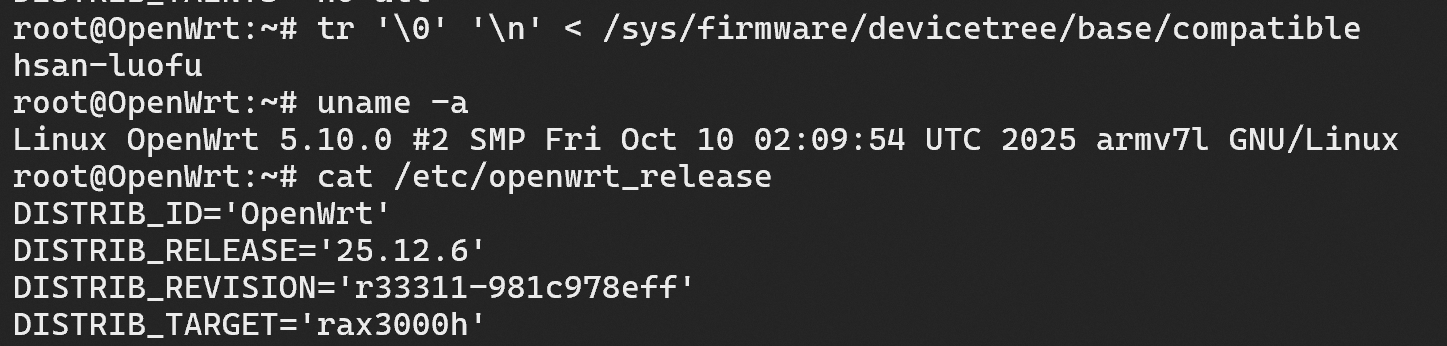 root@OpenWrt:~# tr '\0' '\n' < /sys/firmware/devicetree/base/compatible
hsan-luofu
root@OpenWrt:~# uname -a
Linux OpenWrt 5.10.0 #2 SMP Fri Oct 10 02:09:54 UTC 2025 armv7l GNU/Linux
root@OpenWrt:~# cat /etc/openwrt_release
DISTRIB_ID='OpenWrt'
DISTRIB_RELEASE='25.12.6'
DISTRIB_REVISION='r33311-981c978eff'
DISTRIB_TARGET='rax3000h'